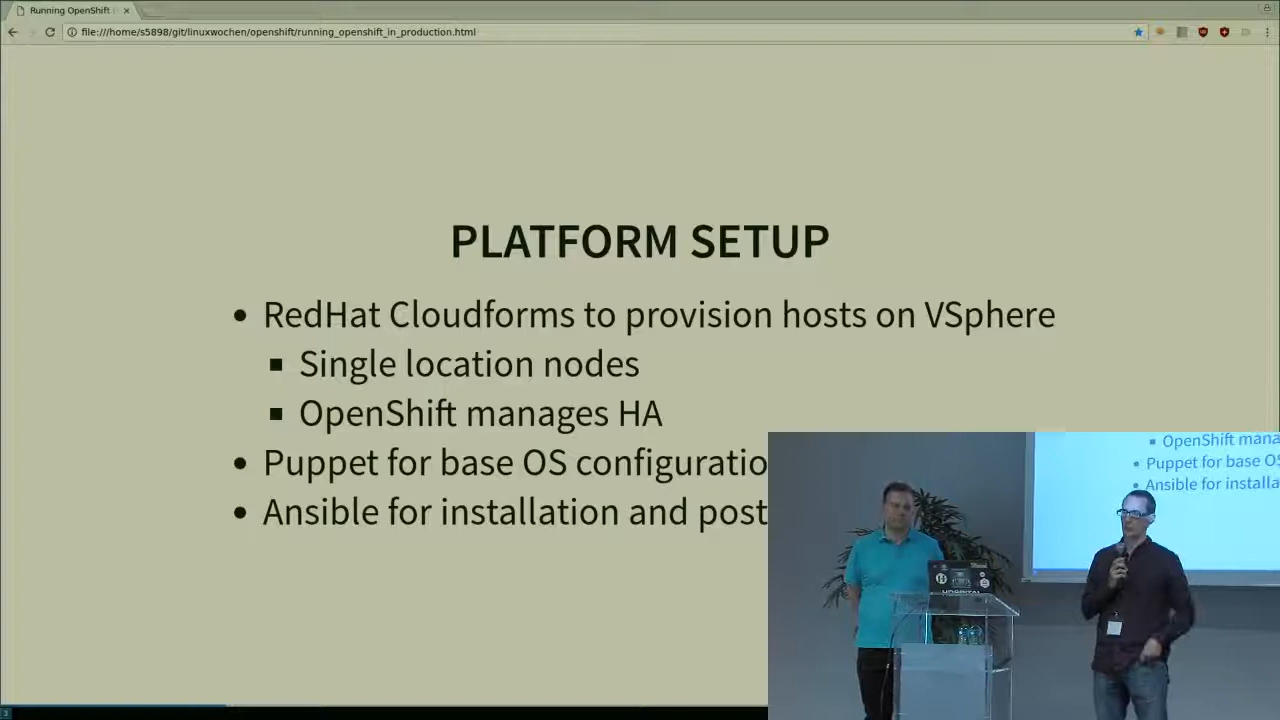 Running OpenShift
file:///home/s5898/git/linuxwochen/openshift/running_openshift_in_production.html
PLATFORM SETUP
• RedHat Cloudforms to provision hosts on VSphere
▪ Single location nodes
▪ OpenShift manages HA
• Puppet for base OS configuratio
• Ansible for installation and post
▪ OpenShift mana
• Puppet for base OS
• Ansible for installa
3